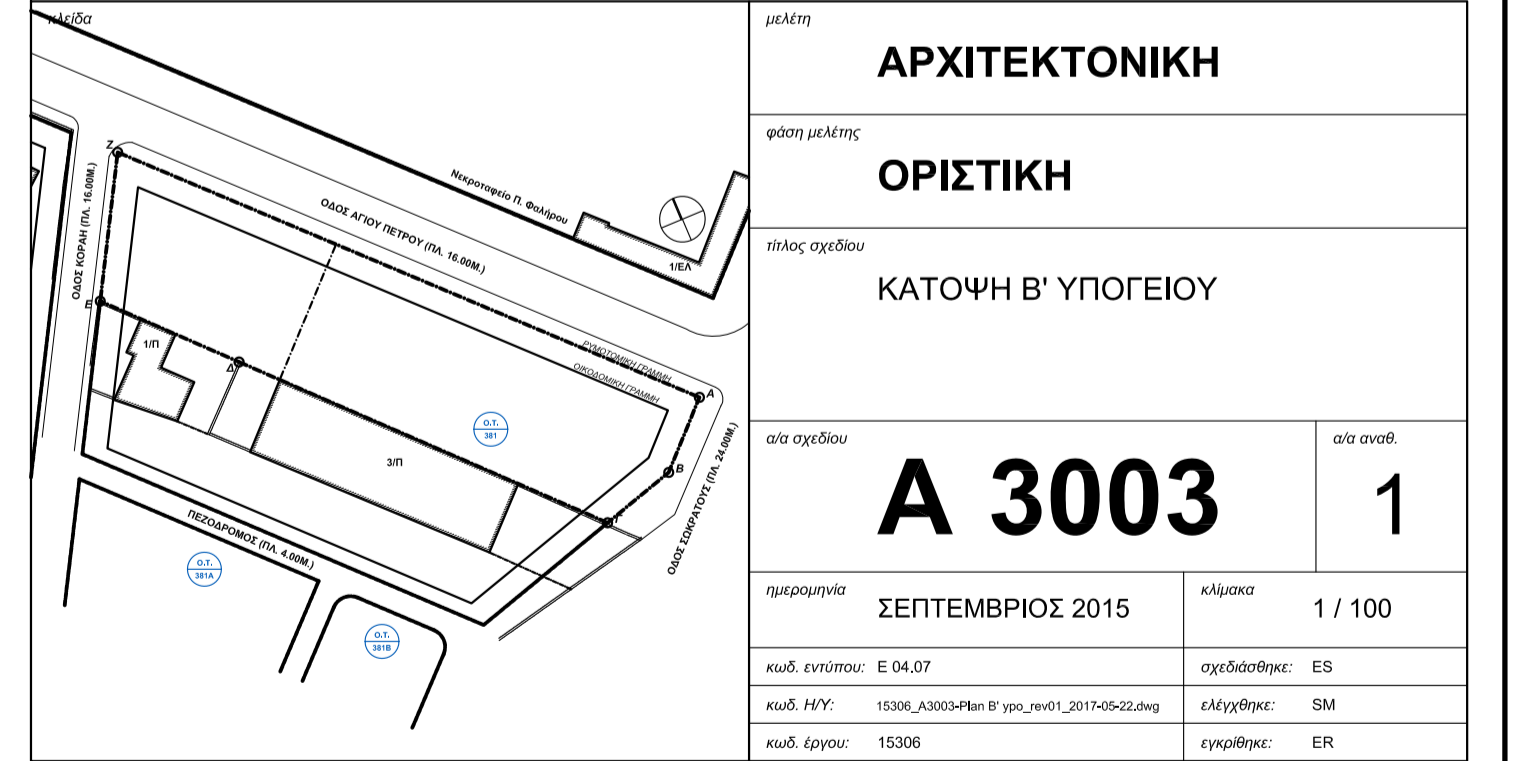 κλείδα
Νεκροταφείο Π. Φαλήρου
1/ΕΛ
ΟΔΟΣ ΑΓΙΟΥ ΠΕΤΡΟΥ (ΠΛ. 16.00Μ.)
ΟΔΟΣ ΚΟΡΑΗ (ΠΛ. 16.00Μ.)
Ζ
Ε
1/Π
Δ
ΡΥΜΟΤΟΜΙΚΗ ΓΡΑΜΜΗ
ΟΙΚΟΔΟΜΙΚΗ ΓΡΑΜΜΗ
Α
Ο.Τ.
381
3/Π
Β
Γ
ΟΔΟΣ ΣΩΚΡΑΤΟΥΣ (ΠΛ. 24.00Μ.)
ΠΕΖΟΔΡΟΜΟΣ (ΠΛ. 4.00Μ.)
Ο.Τ.
381Α
Ο.Τ.
381Β
μελέτη
ΑΡΧΙΤΕΚΤΟΝΙΚΗ
φάση μελέτης
ΟΡΙΣΤΙΚΗ
τίτλος σχεδίου
ΚΑΤΟΨΗ Β' ΥΠΟΓΕΙΟΥ
α/α σχεδίου
Α 3003
α/α αναθ.
1
ημερομηνία
ΣΕΠΤΕΜΒΡΙΟΣ 2015
κλίμακα
1 / 100
κωδ. εντύπου: Ε 04.07
σχεδιάσθηκε: ES
κωδ. Η/Υ: 15306_A3003-Plan B' ypo_rev01_2017-05-22.dwg
ελέγχθηκε: SM
κωδ. έργου: 15306
εγκρίθηκε: ER